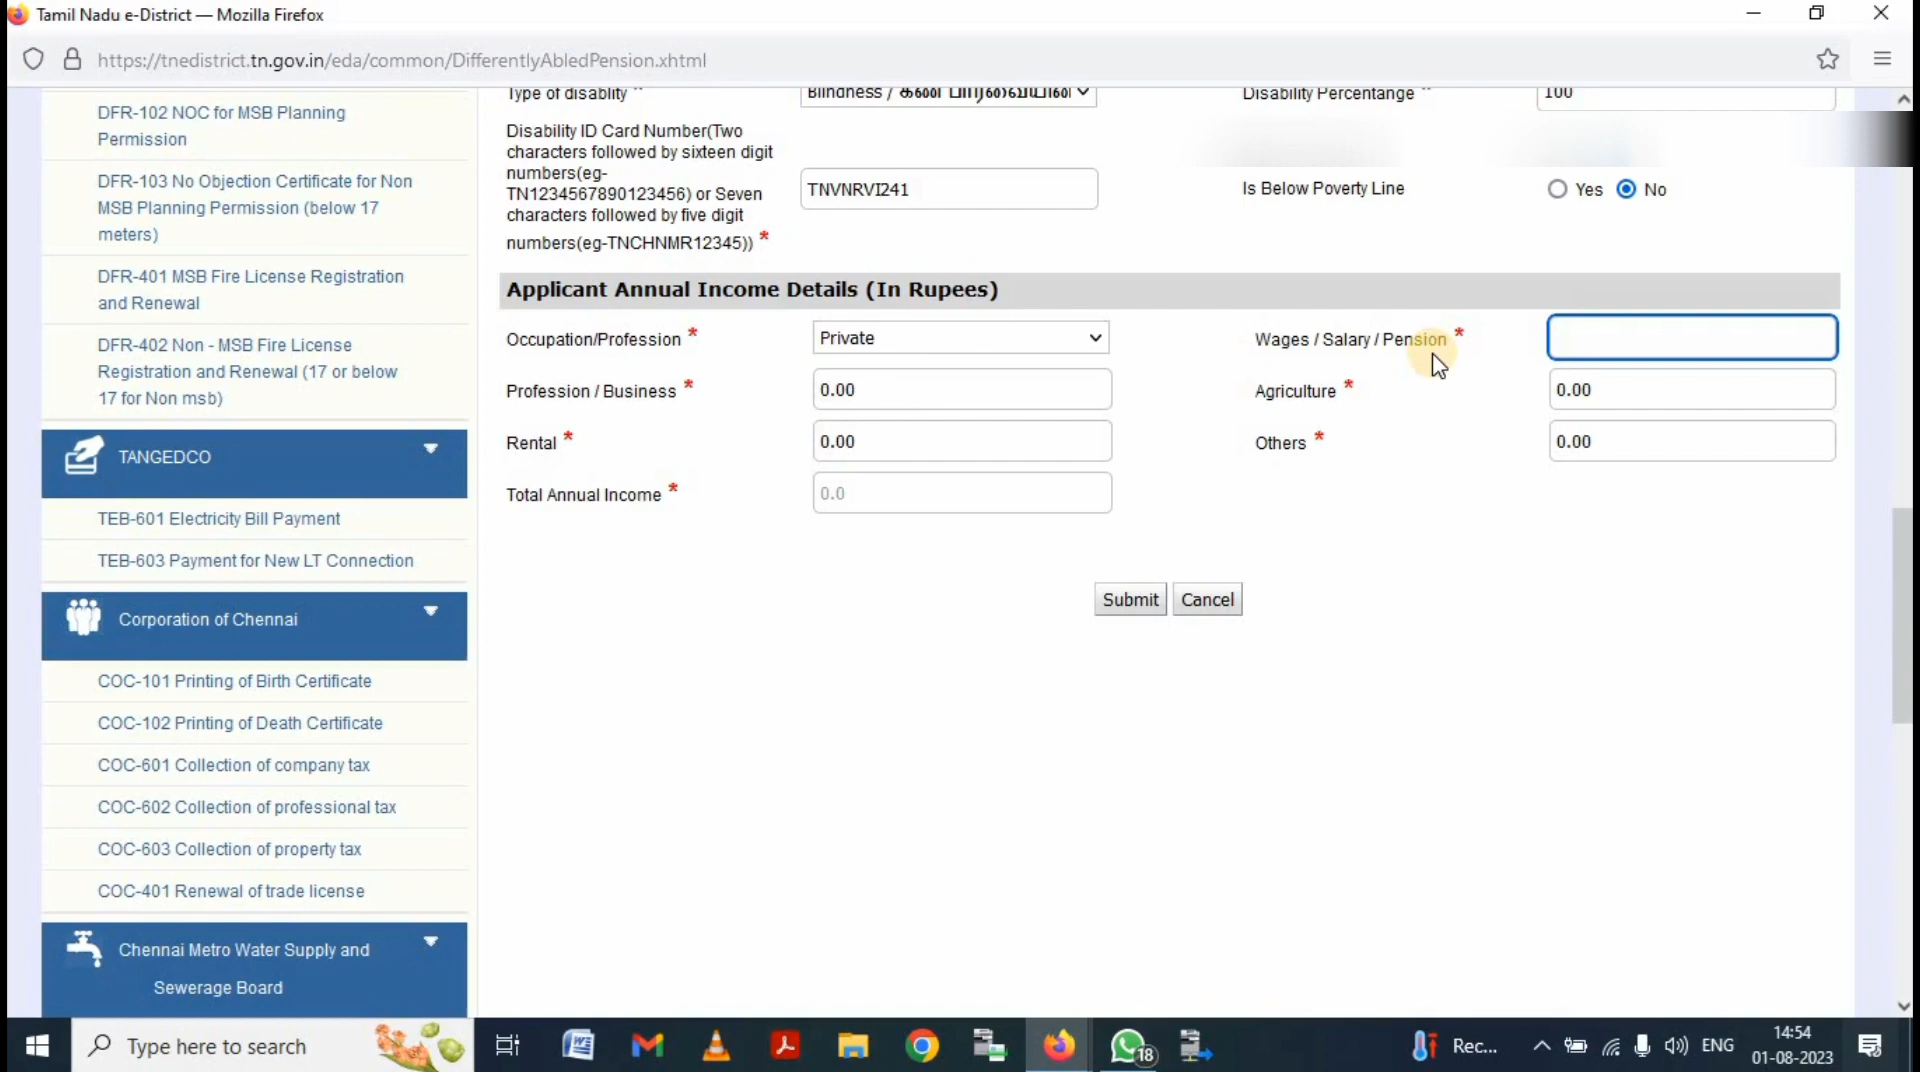 Tamil Nadu e-District — Mozilla Firefox
https://tnedistrict.tn.gov.in/eda/common/DifferentlyAbledPension.xhtml
DFR-102 NOC for MSB Planning
Permission
DFR-103 No Objection Certificate for Non
MSB Planning Permission (below 17
meters)
DFR-401 MSB Fire License Registration
and Renewal
DFR-402 Non - MSB Fire License
Registration and Renewal (17 or below
17 for Non msb)
TANGEDCO
TEB-601 Electricity Bill Payment
TEB-603 Payment for New LT Connection
Corporation of Chennai
COC-101 Printing of Birth Certificate
COC-102 Printing of Death Certificate
COC-601 Collection of company tax
COC-602 Collection of professional tax
COC-603 Collection of property tax
COC-401 Renewal of trade license
Chennai Metro Water Supply and
Sewerage Board
Type of disablity * Blindness / கண்
Disability Percentange * 100
Disability ID Card Number(Two
characters followed by sixteen digit
numbers(eg-
TN1234567890123456) or Seven
characters followed by five digit
numbers(eg-TNCHNMR12345)) *
TNVNRVI241
Is Below Poverty Line Yes No
Applicant Annual Income Details (In Rupees)
Occupation/Profession * Private
Wages / Salary / Pension *
Profession / Business * 0.00
Agriculture * 0.00
Rental * 0.00
Others * 0.00
Total Annual Income * 0.0
Submit Cancel
Type here to search
18
Rec...
ENG
14:54
01-08-2023